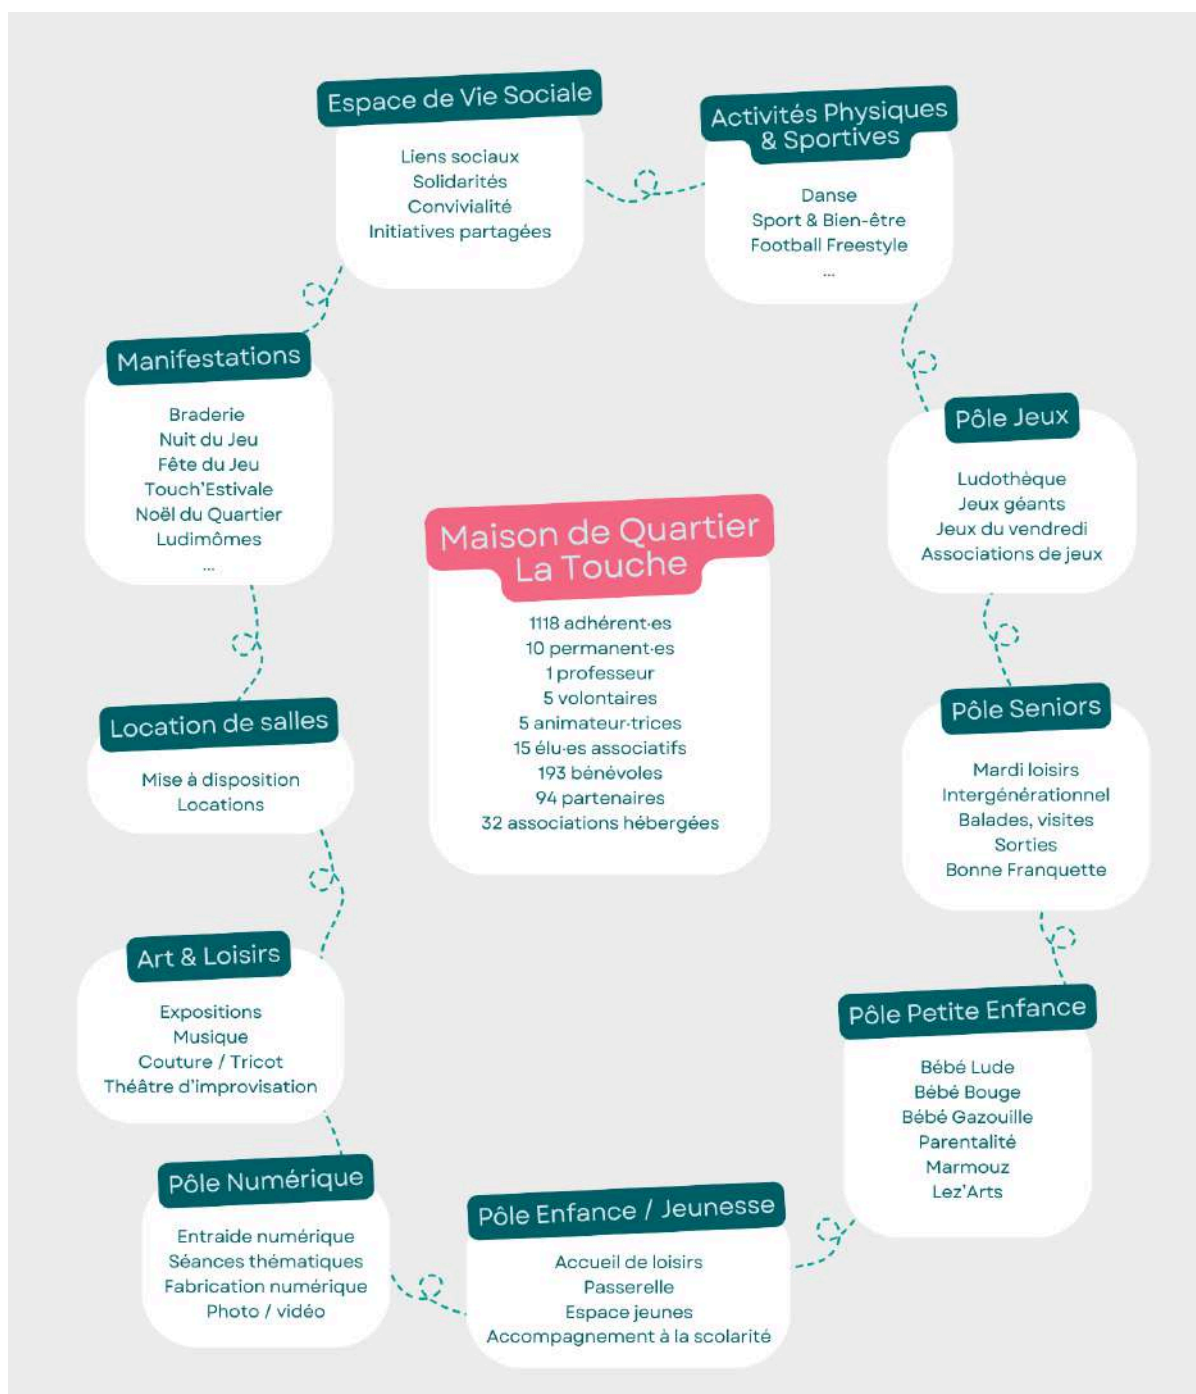 Espace de Vie Sociale
Liens sociaux
Solidarités
Convivialité
Initiatives partagées
Activités Physiques
& Sportives
Danse
Sport & Bien-être
Football Freestyle
...
Manifestations
Braderie
Nuit du Jeu
Fête du Jeu
Touch'Estivale
Noël du Quartier
Ludimômes
...
Pôle Jeux
Ludothèque
Jeux géants
Jeux du vendredi
Associations de jeux
Maison de Quartier
La Touche
1118 adhérent·es
10 permanent·es
1 professeur
5 volontaires
5 animateur·trices
15 élu·es associatifs
193 bénévoles
94 partenaires
32 associations hébergées
Location de salles
Mise à disposition
Locations
Pôle Seniors
Mardi loisirs
Intergénérationnel
Balades, visites
Sorties
Bonne Franquette
Art & Loisirs
Expositions
Musique
Couture / Tricot
Théâtre d'improvisation
Pôle Petite Enfance
Bébé Lude
Bébé Bouge
Bébé Gazouille
Parentalité
Marmouz
Lez'Arts
Pôle Numérique
Entraide numérique
Séances thématiques
Fabrication numérique
Photo / vidéo
Pôle Enfance / Jeunesse
Accueil de loisirs
Passerelle
Espace jeunes
Accompagnement à la scolarité